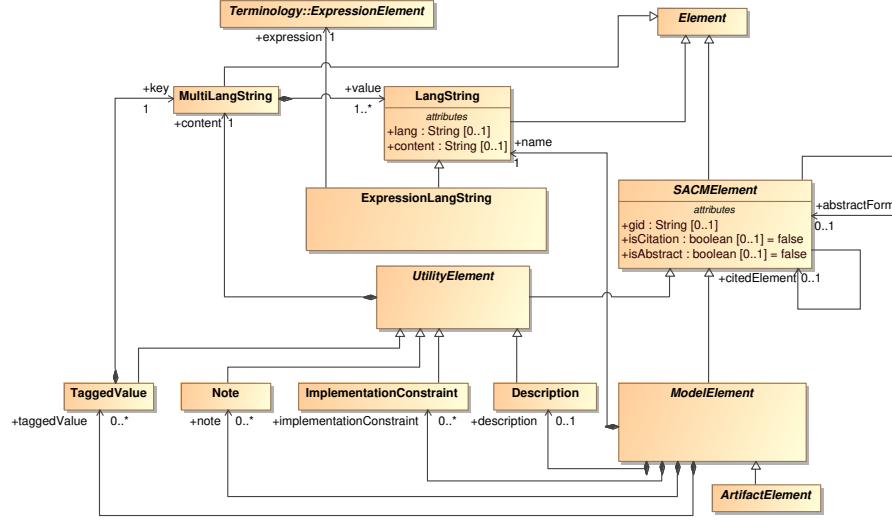 Terminology::ExpressionElement
Element
+expression 1
MultiLangString
+key
1
+value
1..*
+content 1
LangString
attributes
+lang : String [0..1]
+content : String [0..1]
+name
1
ExpressionLangString
SACMElement
attributes
+gid : String [0..1]
+isCitation : boolean [0..1] = false
+isAbstract : boolean [0..1] = false
+abstractForm
0..1
+citedElement 0..1
UtilityElement
TaggedValue
Note
ImplementationConstraint
Description
ModelElement
+taggedValue 0..*
+note 0..*
+implementationConstraint 0..*
+description 0..1
ArtifactElement